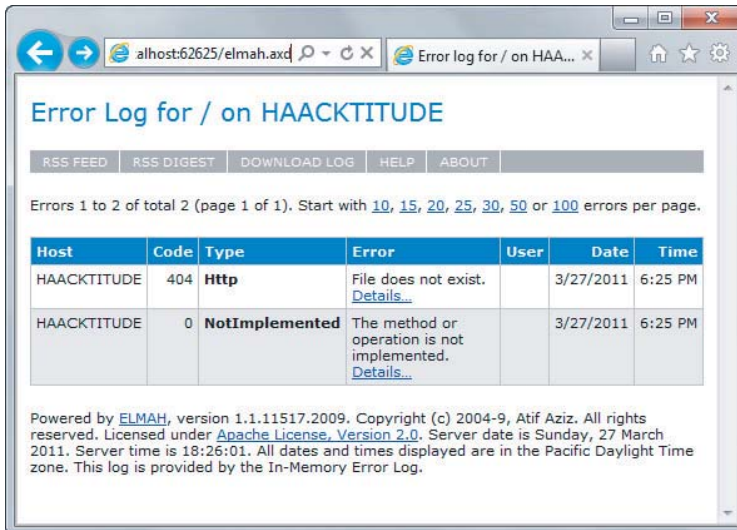 alhost:62625/elmah.axd
Error log for / on HAA...
Error Log for / on HAACKTITUDE
RSS FEED RSS DIGEST DOWNLOAD LOG HELP ABOUT
Errors 1 to 2 of total 2 (page 1 of 1). Start with 10, 15, 20, 25, 30, 50 or 100 errors per page.
Host Code Type Error User Date Time
HAACKTITUDE 404 Http File does not exist. 3/27/2011 6:25 PM
Details...
HAACKTITUDE 0 NotImplemented The method or 3/27/2011 6:25 PM
operation is not
implemented.
Details...
Powered by ELMAH, version 1.1.11517.2009. Copyright (c) 2004-9, Atif Aziz. All rights
reserved. Licensed under Apache License, Version 2.0. Server date is Sunday, 27 March
2011. Server time is 18:26:01. All dates and times displayed are in the Pacific Daylight Time
zone. This log is provided by the In-Memory Error Log.